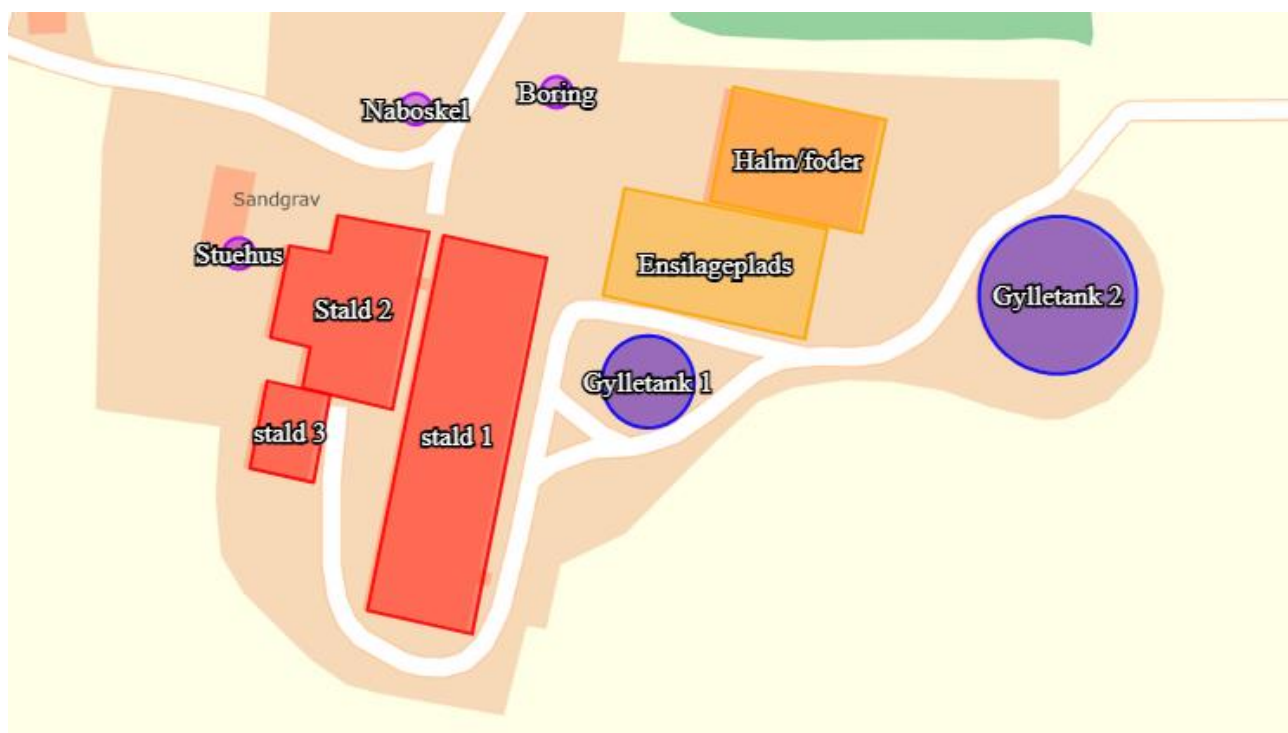 Boring
Naboskel
Halm/foder
Sandgrav
Stuehus
Ensilageplads
Stald 2
Gylletank 2
Gylletank 1
stald 3
stald 1